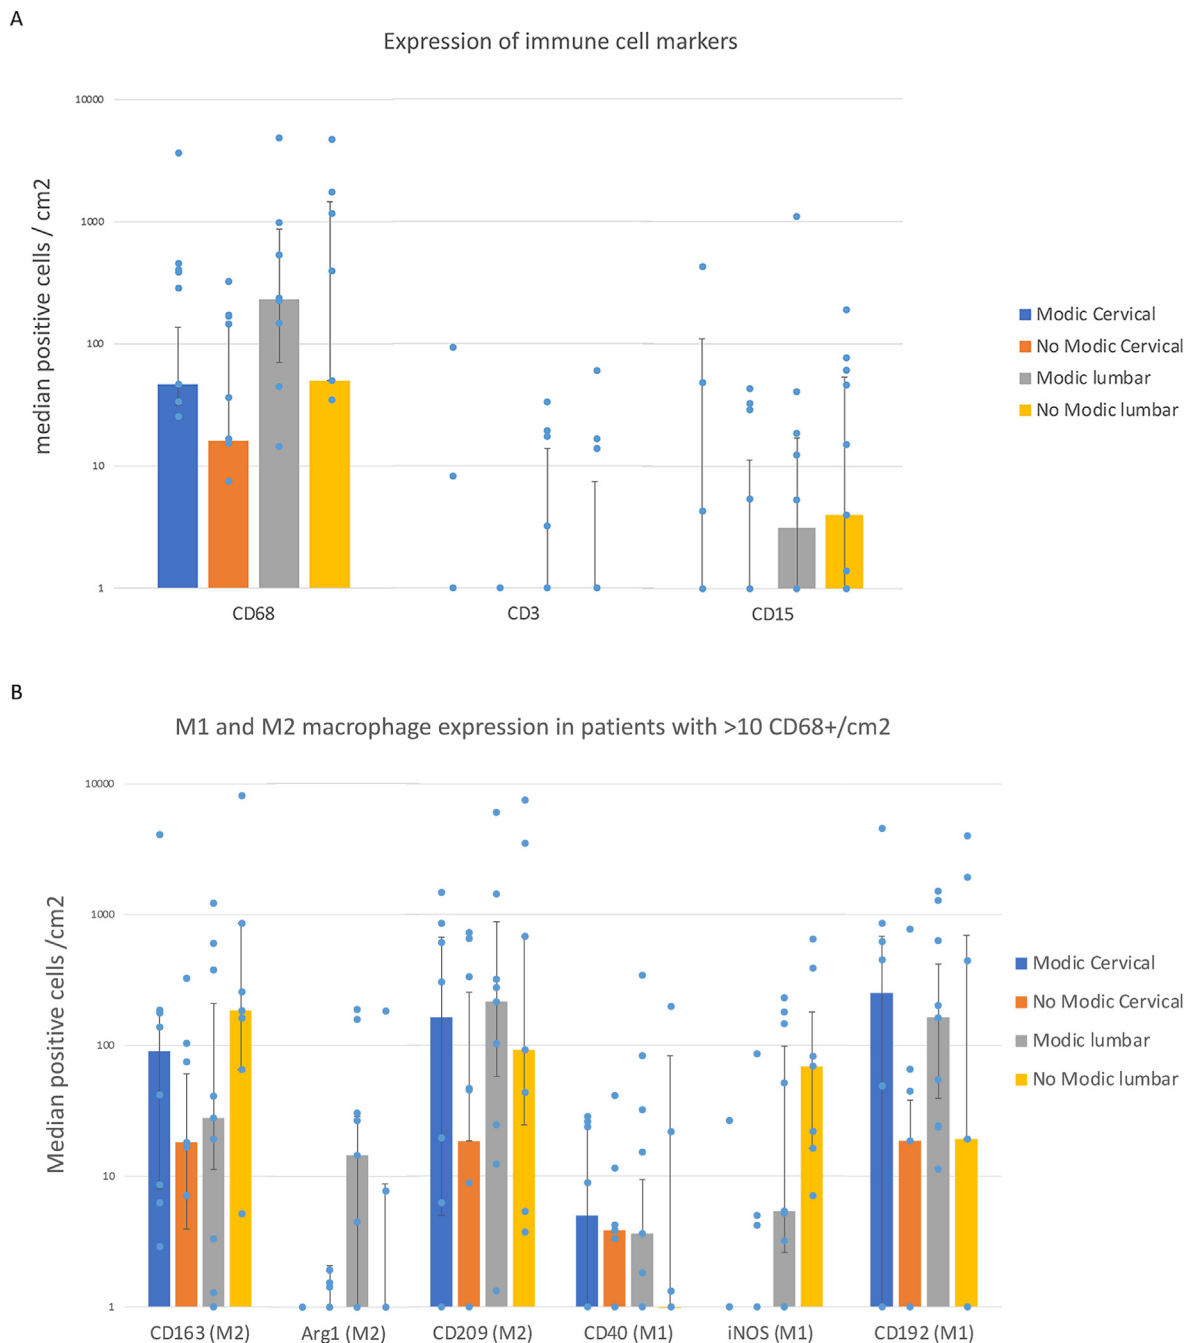 A
Expression of immune cell markers
median positive cells / cm2
10000
1000
100
10
1
CD68 CD3 CD15
Modic Cervical
No Modic Cervical
Modic lumbar
No Modic lumbar
B
M1 and M2 macrophage expression in patients with >10 CD68+/cm2
Median positive cells /cm2
10000
1000
100
10
1
CD163 (M2) Arg1 (M2) CD209 (M2) CD40 (M1) iNOS (M1) CD192 (M1)
Modic Cervical
No Modic Cervical
Modic lumbar
No Modic lumbar